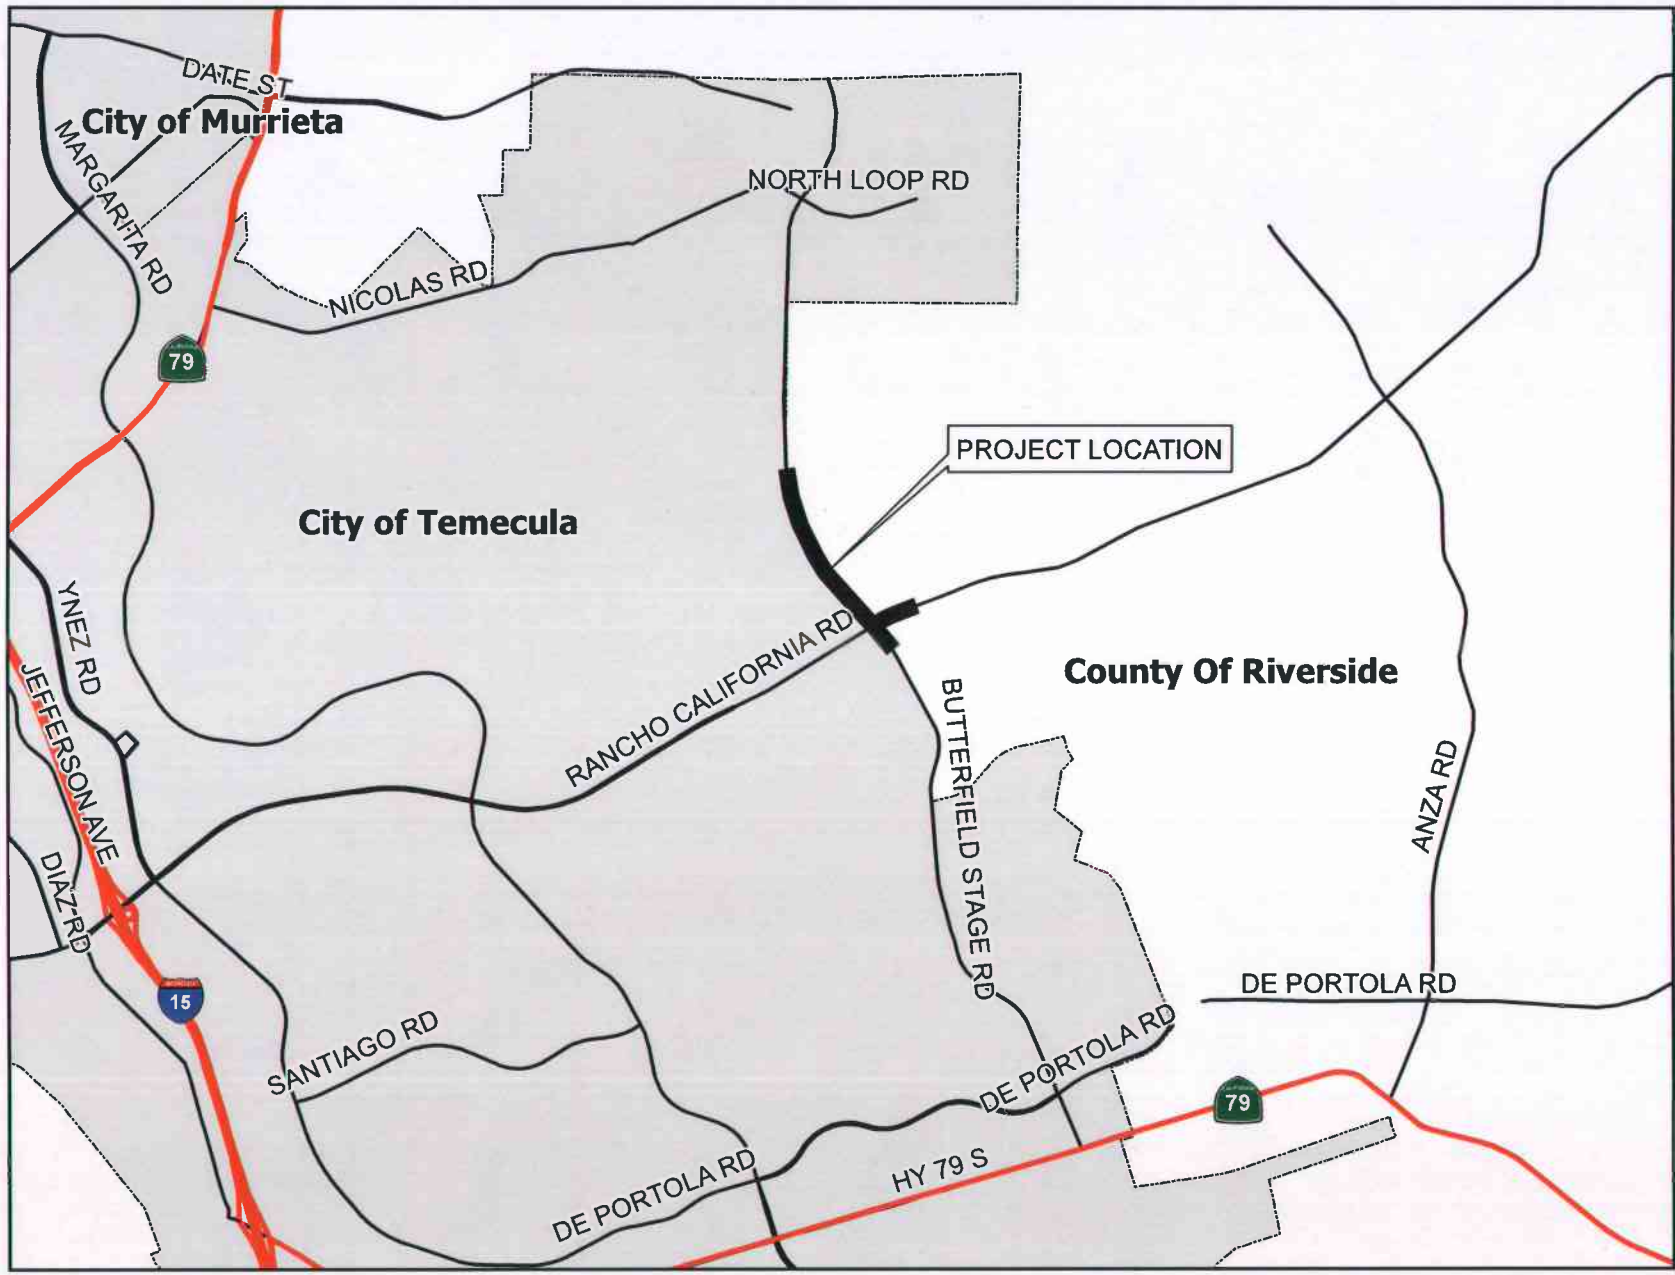 DATE ST
City of Murrieta
MARGARITA RD
NORTH LOOP RD
NICOLAS RD
79
PROJECT LOCATION
City of Temecula
YNEZ RD
RANCHO CALIFORNIA RD
County Of Riverside
JEFFERSON AVE
BUTTERFIELD STAGE RD
ANZA RD
DIAZ RD
DE PORTOLA RD
15
SANTIAGO RD
DE PORTOLA RD
79
HY 79 S
DE PORTOLA RD